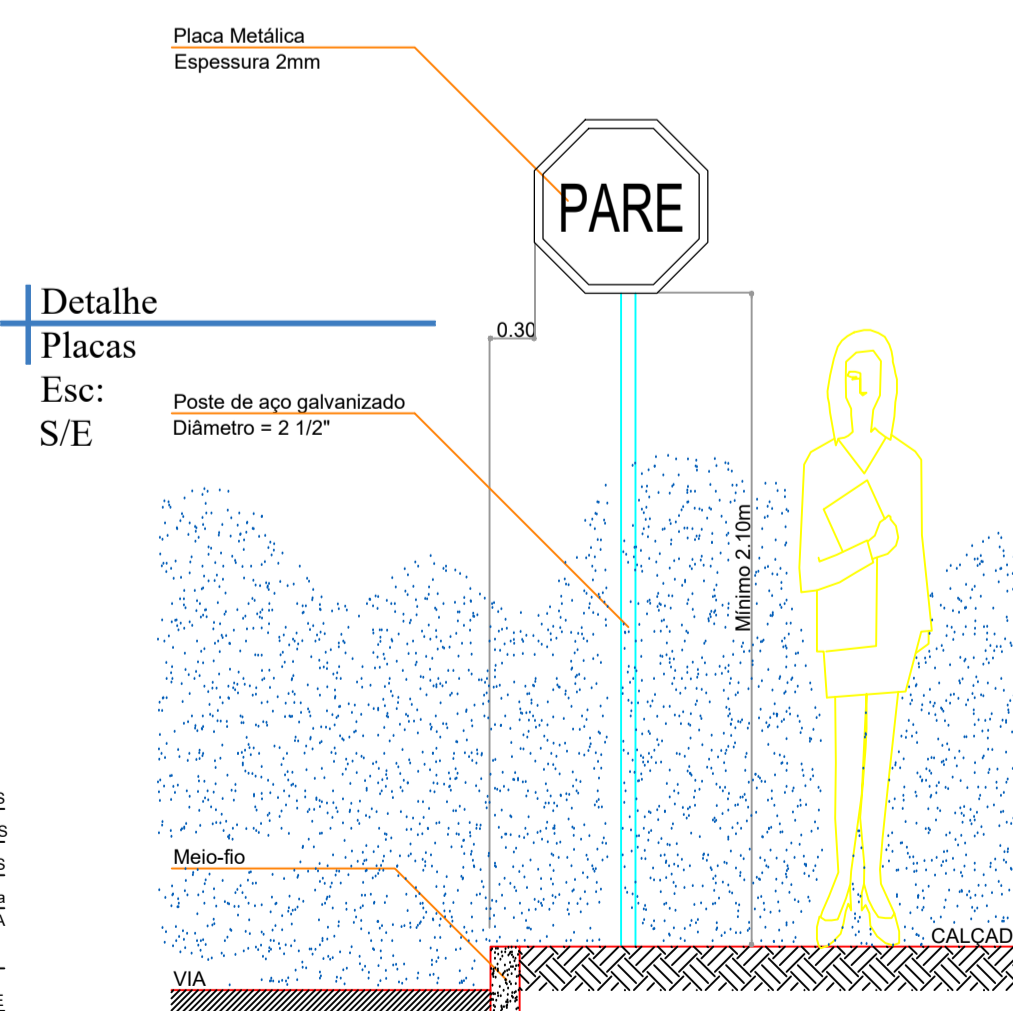 Placa Metálica
Espessura 2mm
PARE
Detalhe
Placas
Esc:
S/E
0.30
Poste de aço galvanizado
Diâmetro = 2 1/2"
Mínimo 2.10m
Meio-fio
CALÇAD
VIA
S
S
S
a
A
E